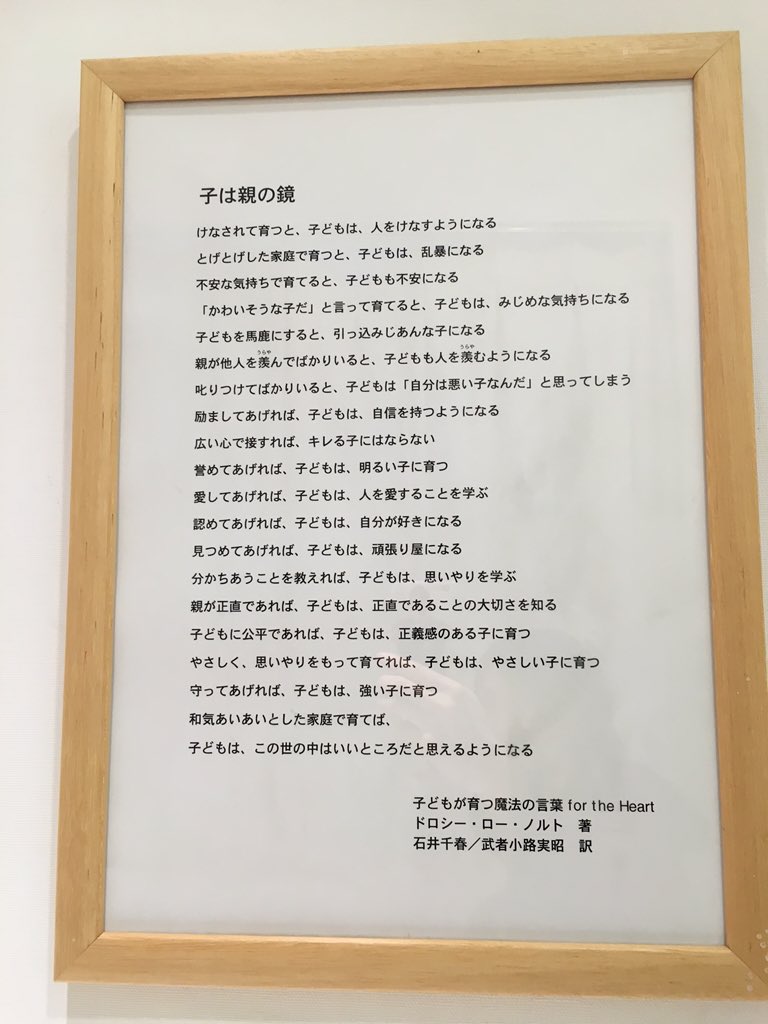 子は親の鏡
けなされて育つと、子どもは、人をけなすようになる
とげとげした家庭で育つと、子どもは、乱暴になる
不安な気持ちで育てると、子どもも不安になる
「かわいそうな子だ」と言って育てると、子どもは、みじめな気持ちになる
子どもを馬鹿にすると、引っ込みじあんな子になる
親が他人を羨んでばかりいると、子どもも人を羨むようになる
叱りつけてばかりいると、子どもは「自分は悪い子なんだ」と思ってしまう
励ましてあげれば、子どもは、自信を持つようになる
広い心で接すれば、キレる子にはならない
誉めてあげれば、子どもは、明るい子に育つ
愛してあげれば、子どもは、人を愛することを学ぶ
認めてあげれば、子どもは、自分が好きになる
見つめてあげれば、子どもは、頑張り屋になる
分かちあうことを教えれば、子どもは、思いやりを学ぶ
親が正直であれば、子どもは、正直であることの大切さを知る
子どもに公平であれば、子どもは、正義感のある子に育つ
やさしく、思いやりをもって育てれば、子どもは、やさしい子に育つ
守ってあげれば、子どもは、強い子に育つ
和気あいあいとした家庭で育てば、
子どもは、この世の中はいいところだと思えるようになる
子どもが育つ魔法の言葉 for the Heart
ドロシー・ロー・ノルト 著
石井千春／武者小路実昭 訳